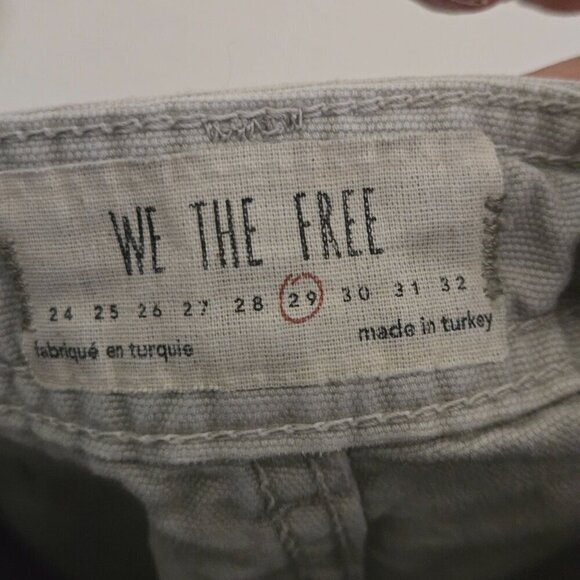 WE THE FREE
24 25 26 27 28 29 30 31 32
fabriqué en turquie
made in turkey